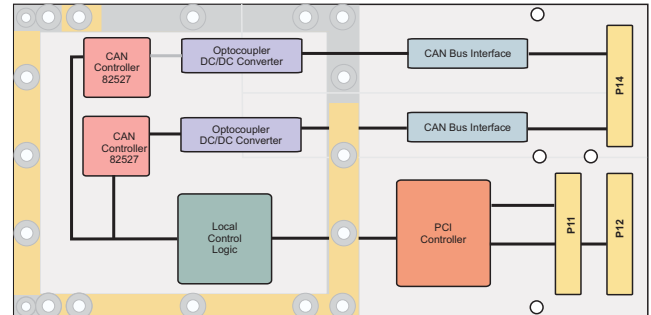 CAN
Controller
82527
Optocoupler
DC/DC Converter
CAN Bus Interface
P14
CAN
Controller
82527
Optocoupler
DC/DC Converter
CAN Bus Interface
Local
Control
Logic
PCI
Controller
P11
P12